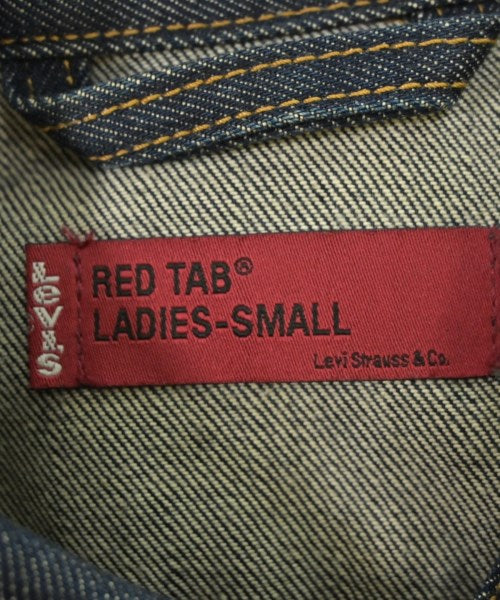 LEVI'S
RED TAB®
LADIES-SMALL
Levi Strauss & Co.